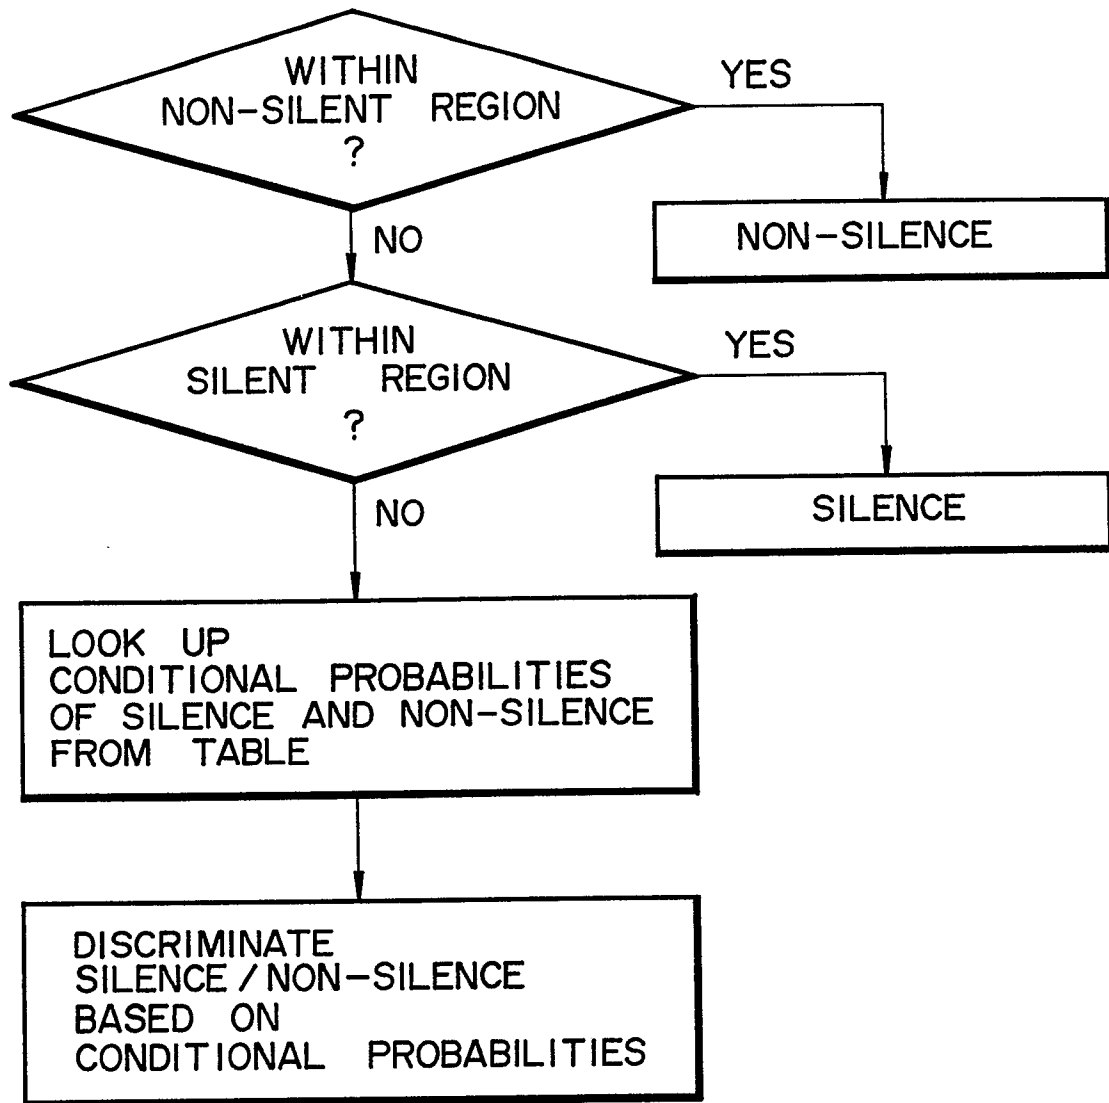 WITHIN
NON-SILENT REGION
?
YES
NON-SILENCE
NO
WITHIN
SILENT REGION
?
YES
SILENCE
NO
LOOK UP
CONDITIONAL PROBABILITIES
OF SILENCE AND NON-SILENCE
FROM TABLE
DISCRIMINATE
SILENCE/NON-SILENCE
BASED ON
CONDITIONAL PROBABILITIES